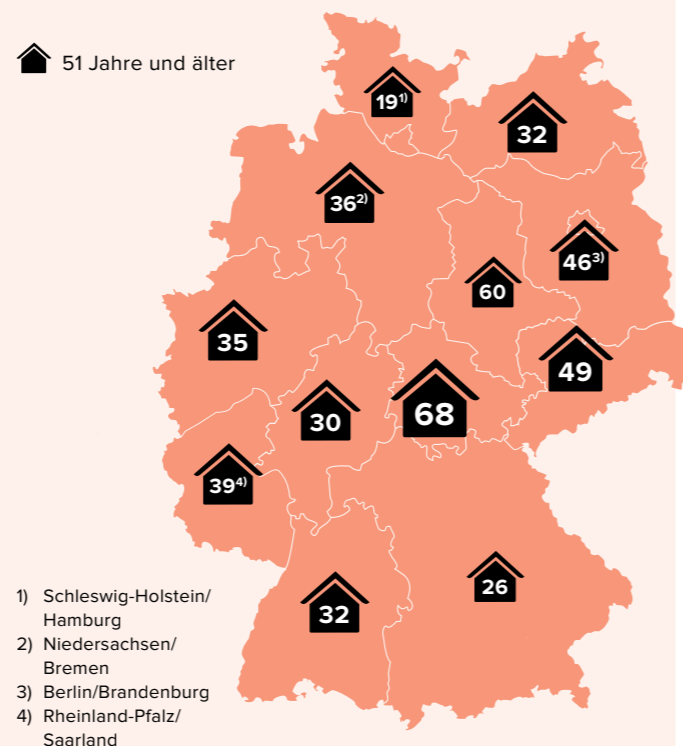 51 Jahre und älter
19¹⁾
32
36²⁾
46³⁾
60
35
49
68
30
39⁴⁾
26
32
1) Schleswig-Holstein/
Hamburg
2) Niedersachsen/
Bremen
3) Berlin/Brandenburg
4) Rheinland-Pfalz/
Saarland